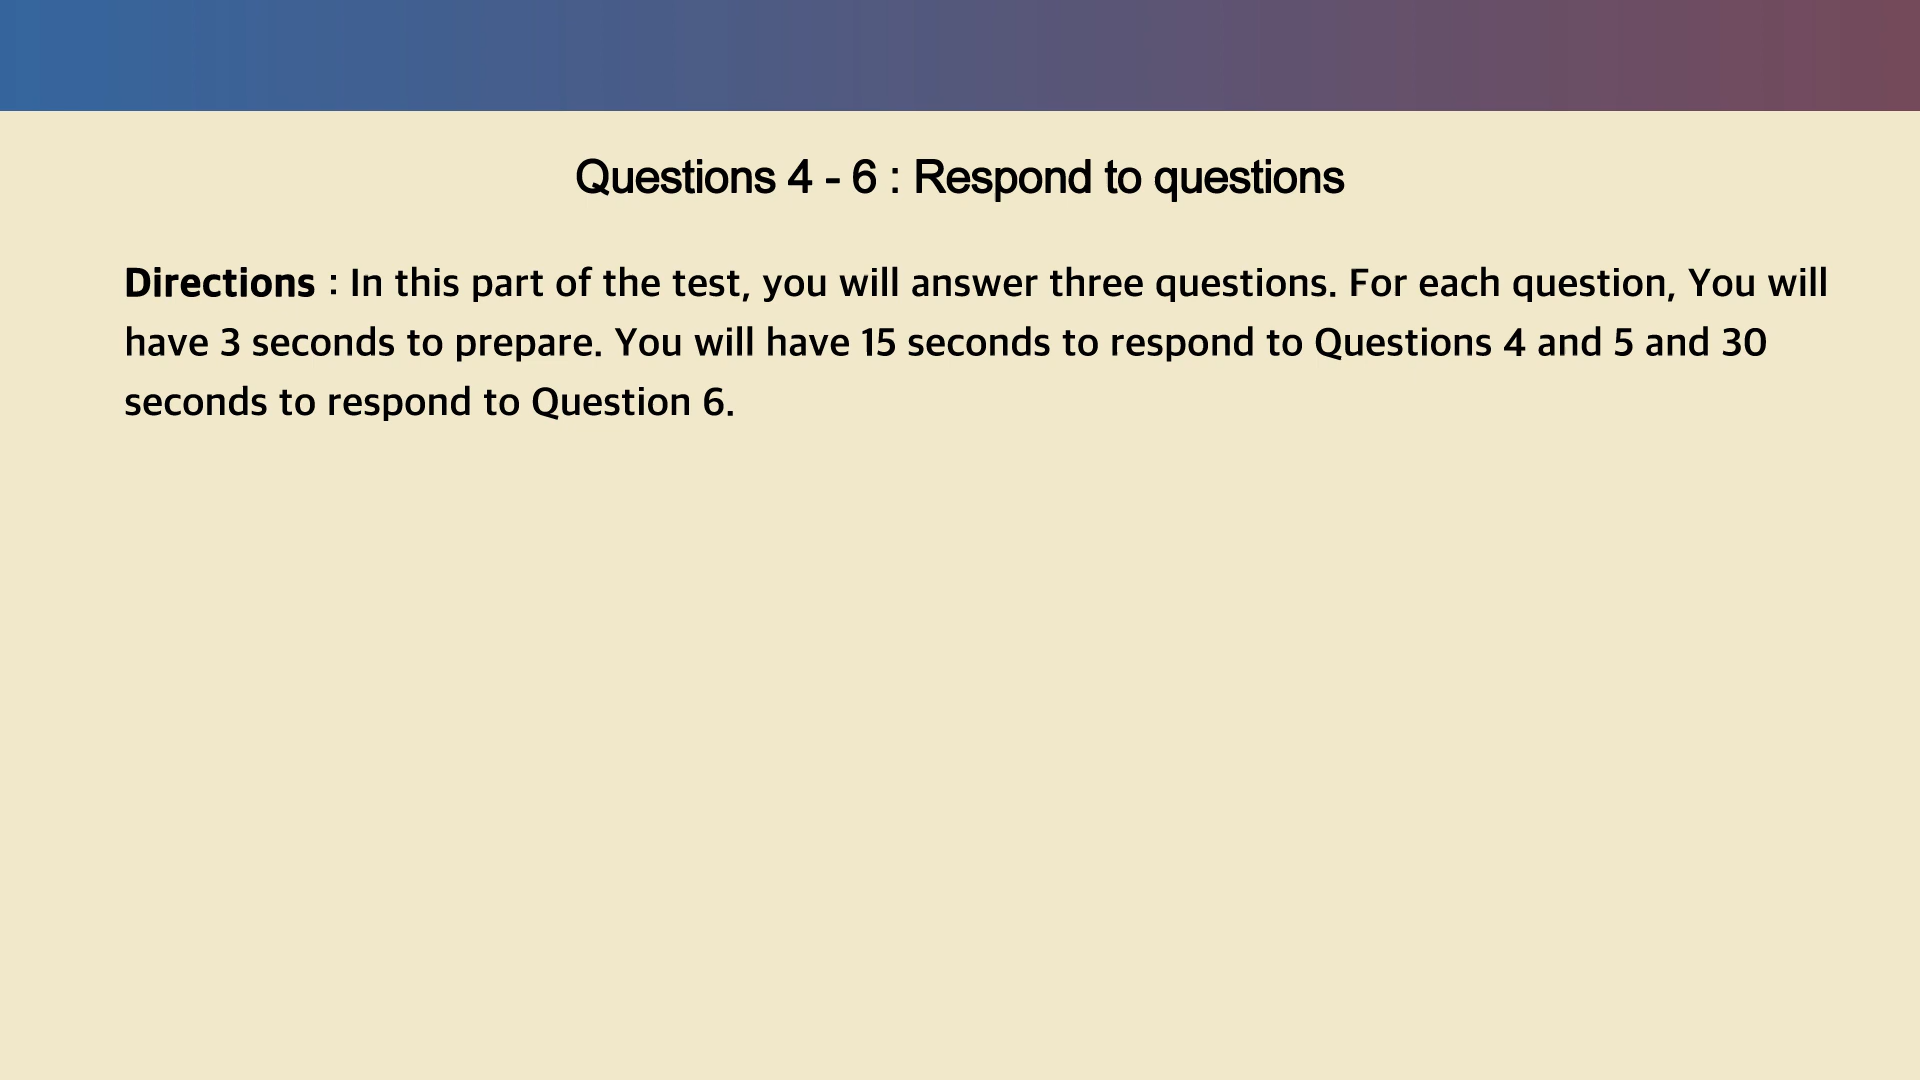 Questions 4 - 6 : Respond to questions
Directions : In this part of the test, you will answer three questions. For each question, You will
have 3 seconds to prepare. You will have 15 seconds to respond to Questions 4 and 5 and 30
seconds to respond to Question 6.